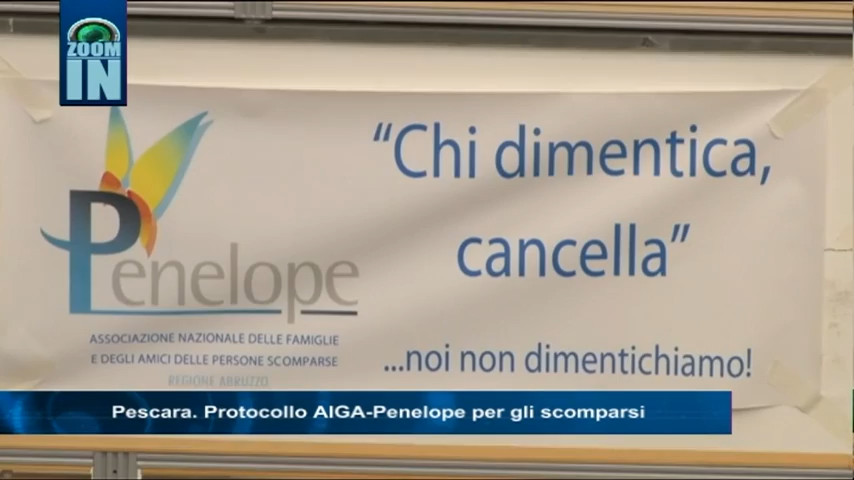 ZOOM
IN
"Chi dimentica,
cancella"
Penelope
ASSOCIAZIONE NAZIONALE DELLE FAMIGLIE
E DEGLI AMICI DELLE PERSONE SCOMPARSE
REGIONE ABRUZZO
...noi non dimentichiamo!
Pescara. Protocollo AIGA-Penelope per gli scomparsi